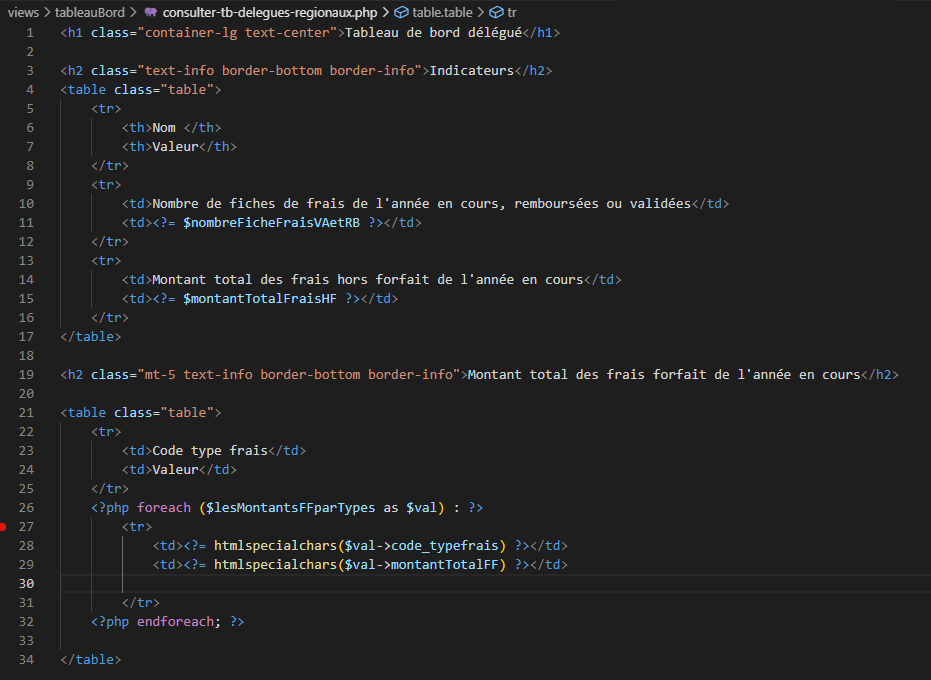 views > tableauBord > consulter-tb-delegues-regionaux.php > table.table > tr
1 <h1 class="container-lg text-center">Tableau de bord délégué</h1>
2
3 <h2 class="text-info border-bottom border-info">Indicateurs</h2>
4 <table class="table">
5     <tr>
6         <th>Nom </th>
7         <th>Valeur</th>
8     </tr>
9     <tr>
10         <td>Nombre de fiches de frais de l'année en cours, remboursées ou validées</td>
11         <td><?= $nombreFicheFraisVAetRB ?></td>
12     </tr>
13     <tr>
14         <td>Montant total des frais hors forfait de l'année en cours</td>
15         <td><?= $montantTotalFraisHF ?></td>
16     </tr>
17 </table>
18
19 <h2 class="mt-5 text-info border-bottom border-info">Montant total des frais forfait de l'année en cours</h2>
20
21 <table class="table">
22     <tr>
23         <td>Code type frais</td>
24         <td>Valeur</td>
25     </tr>
26     <?php foreach ($lesMontantsFFparTypes as $val) : ?>
27         <tr>
28             <td><?= htmlspecialchars($val->code_typefrais) ?></td>
29             <td><?= htmlspecialchars($val->montantTotalFF) ?></td>
30
31         </tr>
32     <?php endforeach; ?>
33
34 </table>